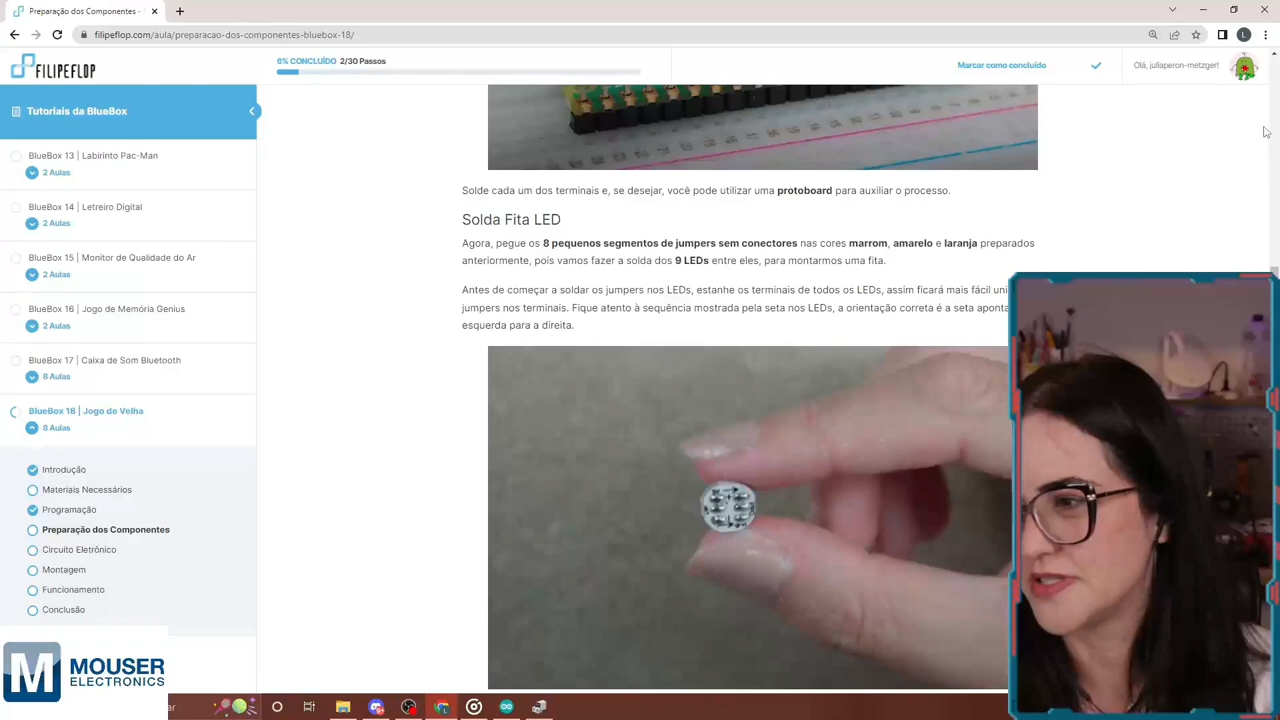 Preparação dos Componentes -
filipeflop.com/aula/preparacao-dos-componentes-bluebox-18/
L
FILIPEFLOP
6% CONCLUÍDO 2/30 Passos
Marcar como concluído
Olá, juliaperon-metzger!
Tutoriais da BlueBox
BlueBox 13 | Labirinto Pac-Man
2 Aulas
BlueBox 14 | Letreiro Digital
2 Aulas
BlueBox 15 | Monitor de Qualidade do Ar
2 Aulas
BlueBox 16 | Jogo de Memória Genius
2 Aulas
BlueBox 17 | Caixa de Som Bluetooth
8 Aulas
BlueBox 18 | Jogo de Velha
8 Aulas
Introdução
Materiais Necessários
Programação
Preparação dos Componentes
Circuito Eletrônico
Montagem
Funcionamento
Conclusão
Solde cada um dos terminais e, se desejar, você pode utilizar uma protoboard para auxiliar o processo.
Solda Fita LED
Agora, pegue os 8 pequenos segmentos de jumpers sem conectores nas cores marrom, amarelo e laranja preparados
anteriormente, pois vamos fazer a solda dos 9 LEDs entre eles, para montarmos uma fita.
Antes de começar a soldar os jumpers nos LEDs, estanhe os terminais de todos os LEDs, assim ficará mais fácil uni
jumpers nos terminais. Fique atento à sequência mostrada pela seta nos LEDs, a orientação correta é a seta aponta
esquerda para a direita.
M MOUSER
ELECTRONICS
ar